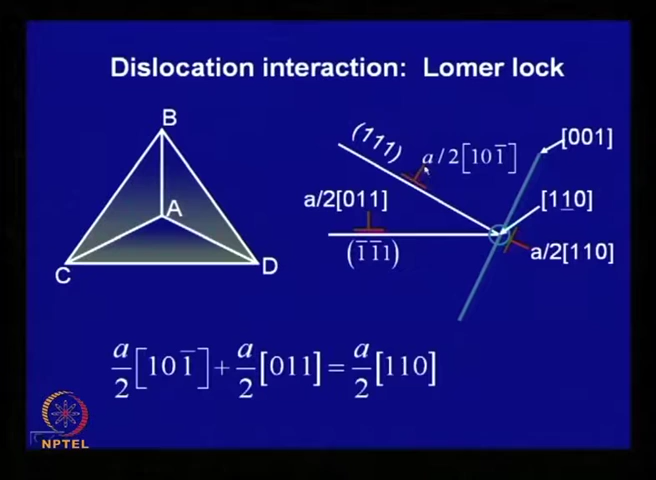 Dislocation interaction: Lomer lock
B
A
C
D
(111)
a/2[101̅]
[001]
a/2[011]
[11̲0]
(1̅1̅1)
a/2[110]
a/2[101̅]+a/2[011]=a/2[110]
NPTEL